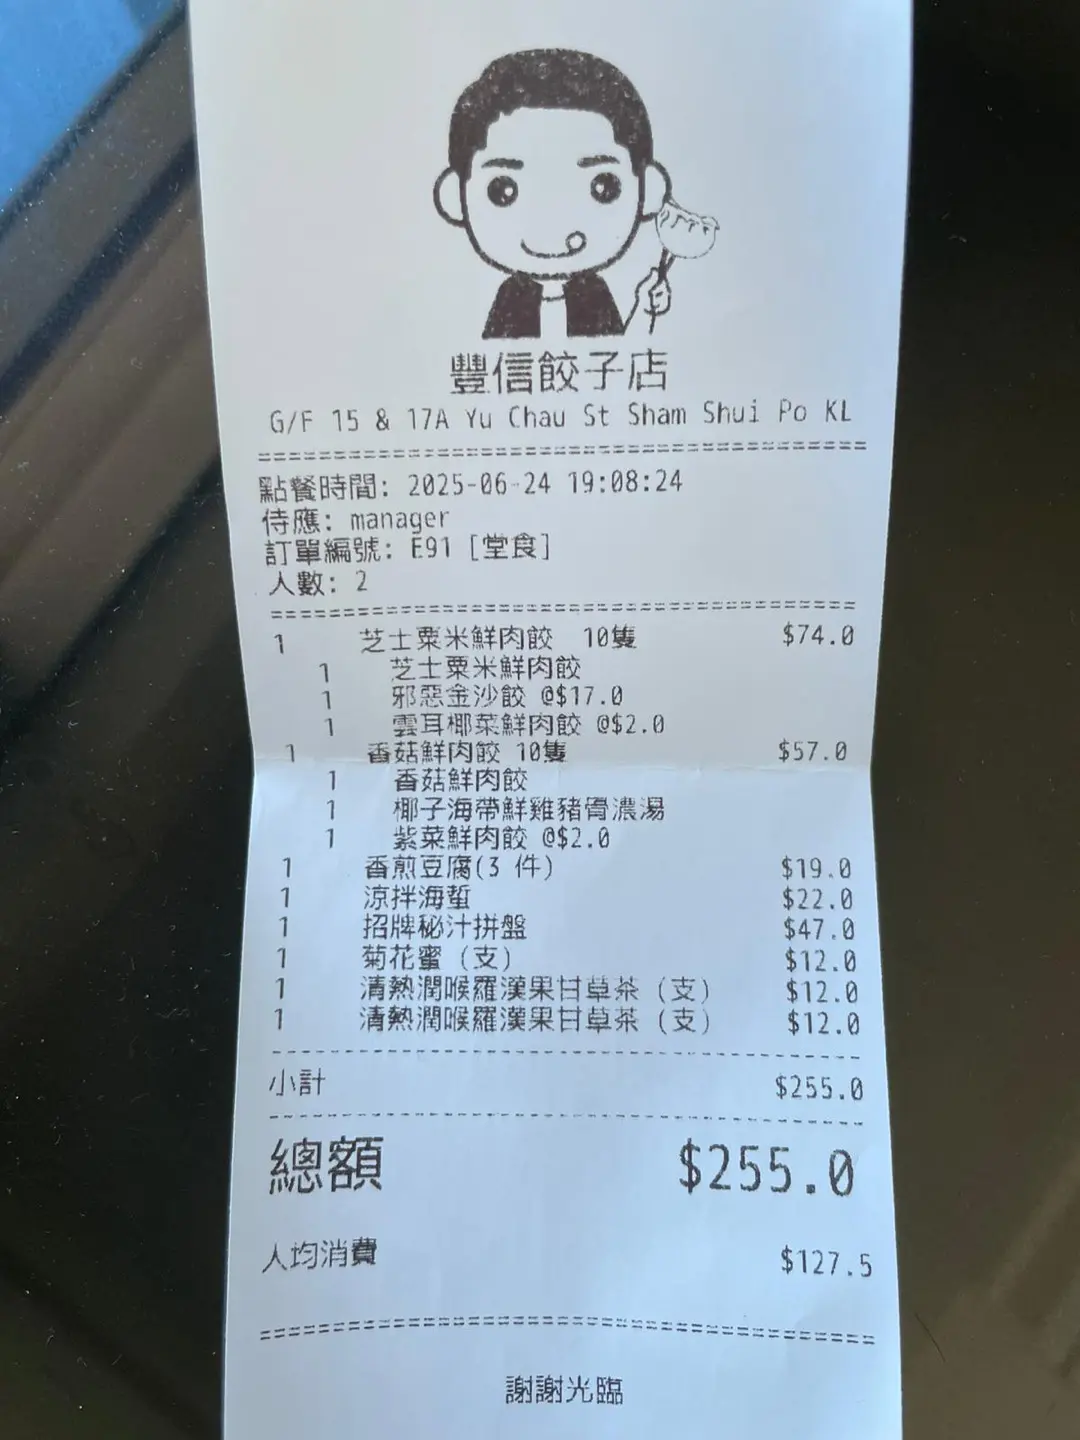 豐信餃子店
G/F 15 & 17A Yu Chau St Sham Shui Po KL
點餐時間: 2025-06-24 19:08:24
侍應: manager
訂單編號: E91 [堂食]
人數: 2
1 芝士粟米鮮肉餃 10隻 $74.0
1 芝士粟米鮮肉餃
1 邪惡金沙餃 @$17.0
1 雲耳椰菜鮮肉餃 @$2.0
1 香菇鮮肉餃 10隻 $57.0
1 香菇鮮肉餃
1 椰子海帶鮮雞豬骨濃湯
1 紫菜鮮肉餃 @$2.0
1 香煎豆腐(3 件) $19.0
1 涼拌海蜇 $22.0
1 招牌秘汁拼盤 $47.0
1 菊花蜜 (支) $12.0
1 清熱潤喉羅漢果甘草茶 (支) $12.0
1 清熱潤喉羅漢果甘草茶 (支) $12.0
小計 $255.0
總額 $255.0
人均消費 $127.5
謝謝光臨